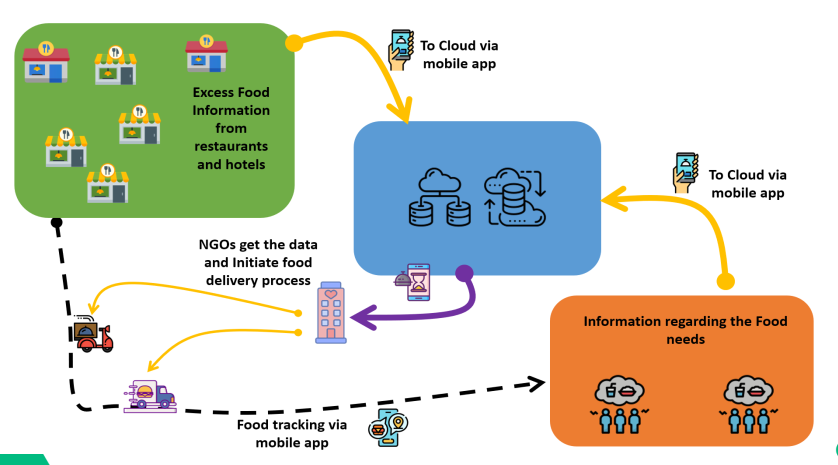 To Cloud via
mobile app
Excess Food
Information
from
restaurants
and hotels
To Cloud via
mobile app
NGOs get the data
and Initiate food
delivery process
Information regarding the Food
needs
Food tracking via
mobile app